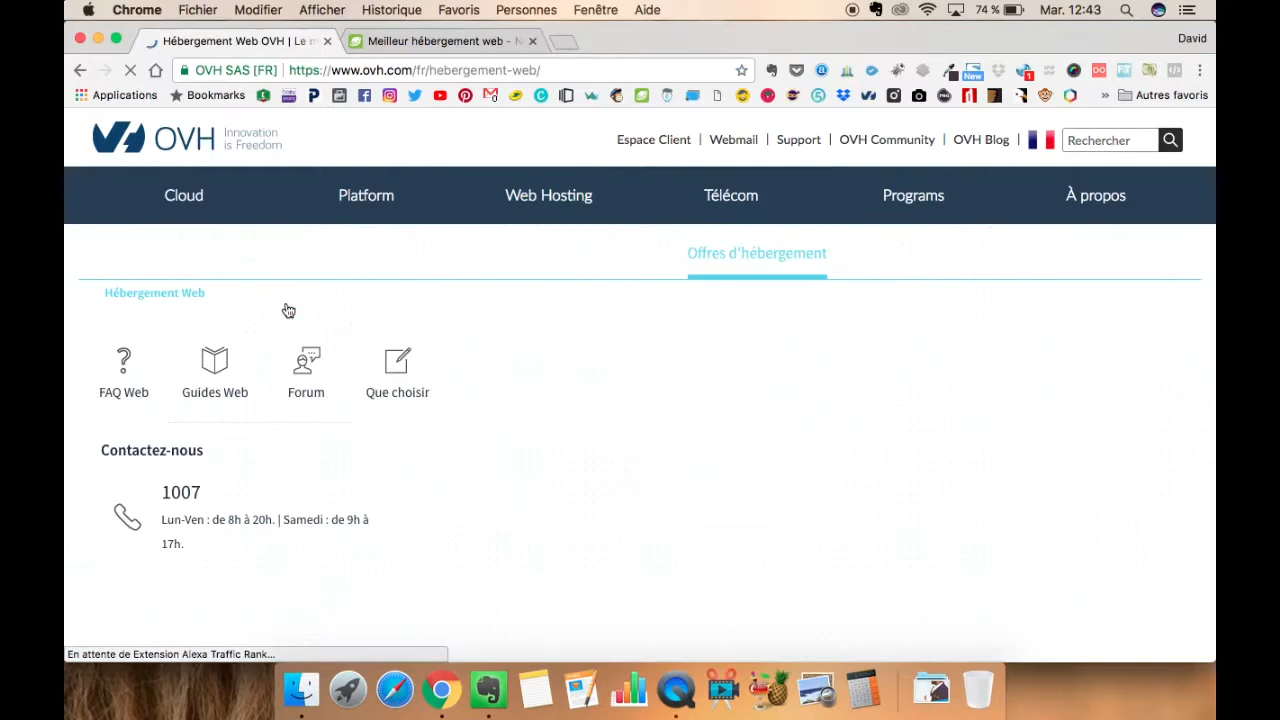 Chrome Fichier Modifier Afficher Historique Favoris Personnes Fenêtre Aide 74 % Mar. 12:43
Hébergement Web OVH | Le m Meilleur hébergement web - David
OVH SAS [FR] https://www.ovh.com/fr/hebergement-web/ New 1
Applications Bookmarks » Autres favoris
OVH Innovation
is Freedom
Espace Client | Webmail | Support | OVH Community | OVH Blog | Rechercher
Cloud Platform Web Hosting Télécom Programs À propos
Offres d'hébergement
Hébergement Web
FAQ Web Guides Web Forum Que choisir
Contactez-nous
1007
Lun-Ven : de 8h à 20h. | Samedi : de 9h à
17h.
En attente de Extension Alexa Traffic Rank...